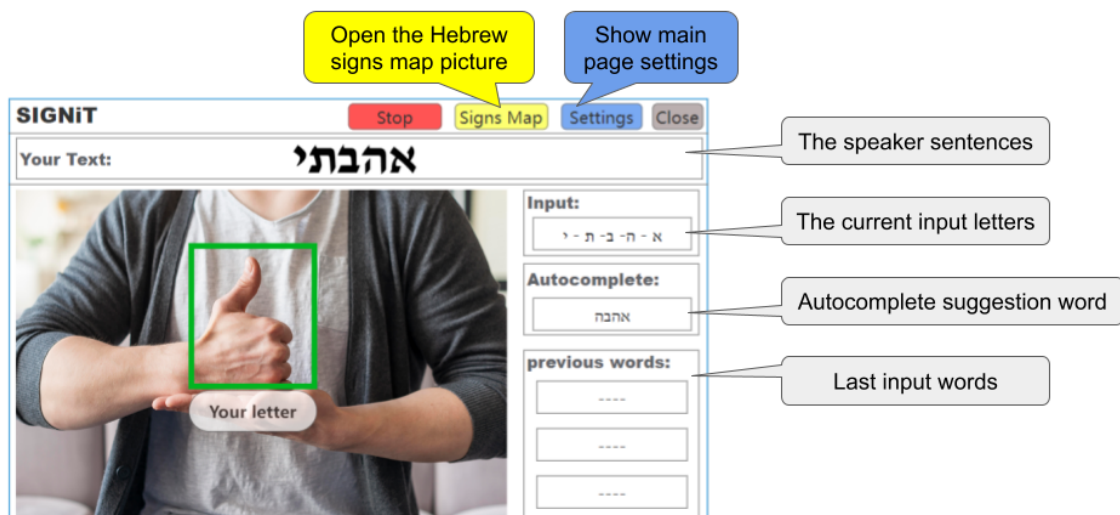 Open the Hebrew
signs map picture
Show main
page settings
SIGNiT
Stop
Signs Map
Settings
Close
Your Text:
אהבתי
The speaker sentences
Input:
א - ה- ב- ת - י
The current input letters
Autocomplete:
אהבה
Autocomplete suggestion word
previous words:
Last input words
----
----
----
Your letter